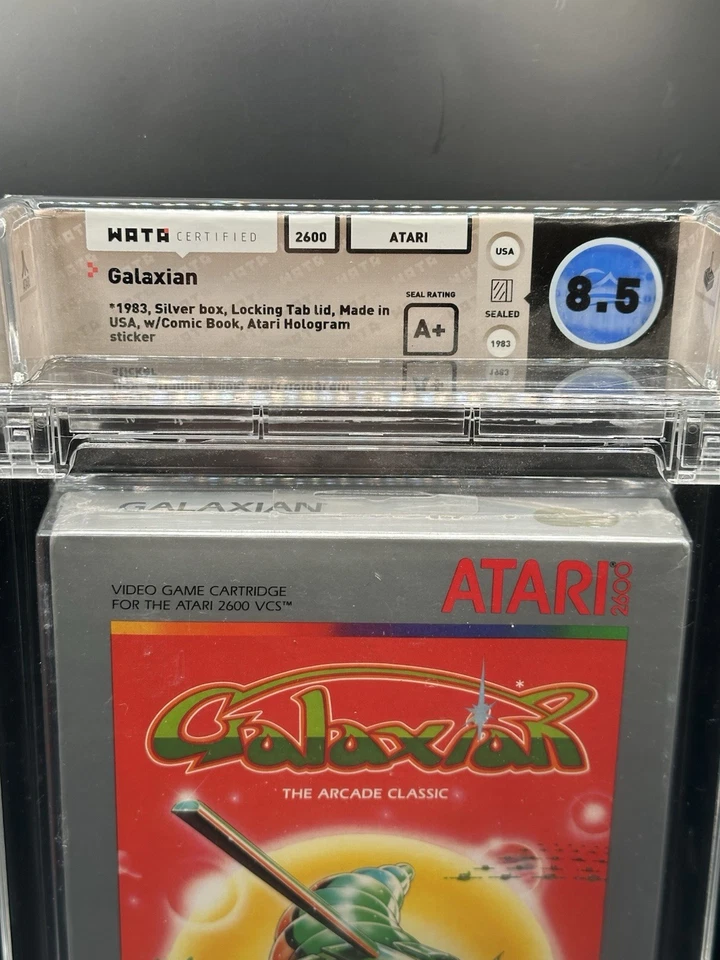 WATA CERTIFIED
2600
ATARI
Galaxian
*1983, Silver box, Locking Tab lid, Made in
USA, w/Comic Book, Atari Hologram
sticker
SEAL RATING
A+
USA
SEALED
1983
8.5
GALAXIAN
VIDEO GAME CARTRIDGE
FOR THE ATARI 2600 VCS™
ATARI® 2600
Galaxian*
THE ARCADE CLASSIC